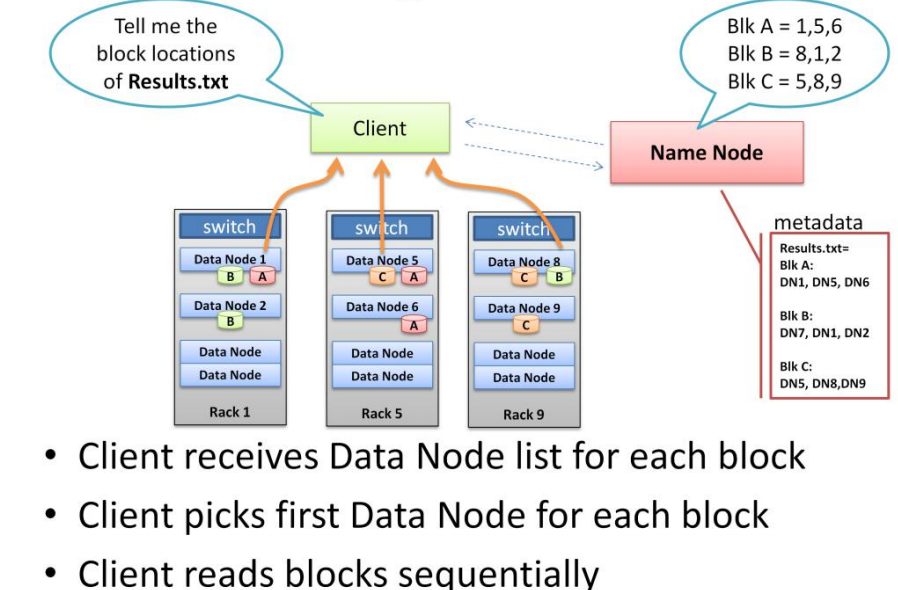 Tell me the
block locations
of Results.txt
Blk A = 1,5,6
Blk B = 8,1,2
Blk C = 5,8,9
Client
Name Node
metadata
Results.txt=
Blk A:
DN1, DN5, DN6
Blk B:
DN7, DN1, DN2
Blk C:
DN5, DN8,DN9
switch
Data Node 1
B A
Data Node 2
B
Data Node
Data Node
Rack 1
switch
Data Node 5
C A
Data Node 6
A
Data Node
Data Node
Rack 5
switch
Data Node 8
C B
Data Node 9
C
Data Node
Data Node
Rack 9
• Client receives Data Node list for each block
• Client picks first Data Node for each block
• Client reads blocks sequentially